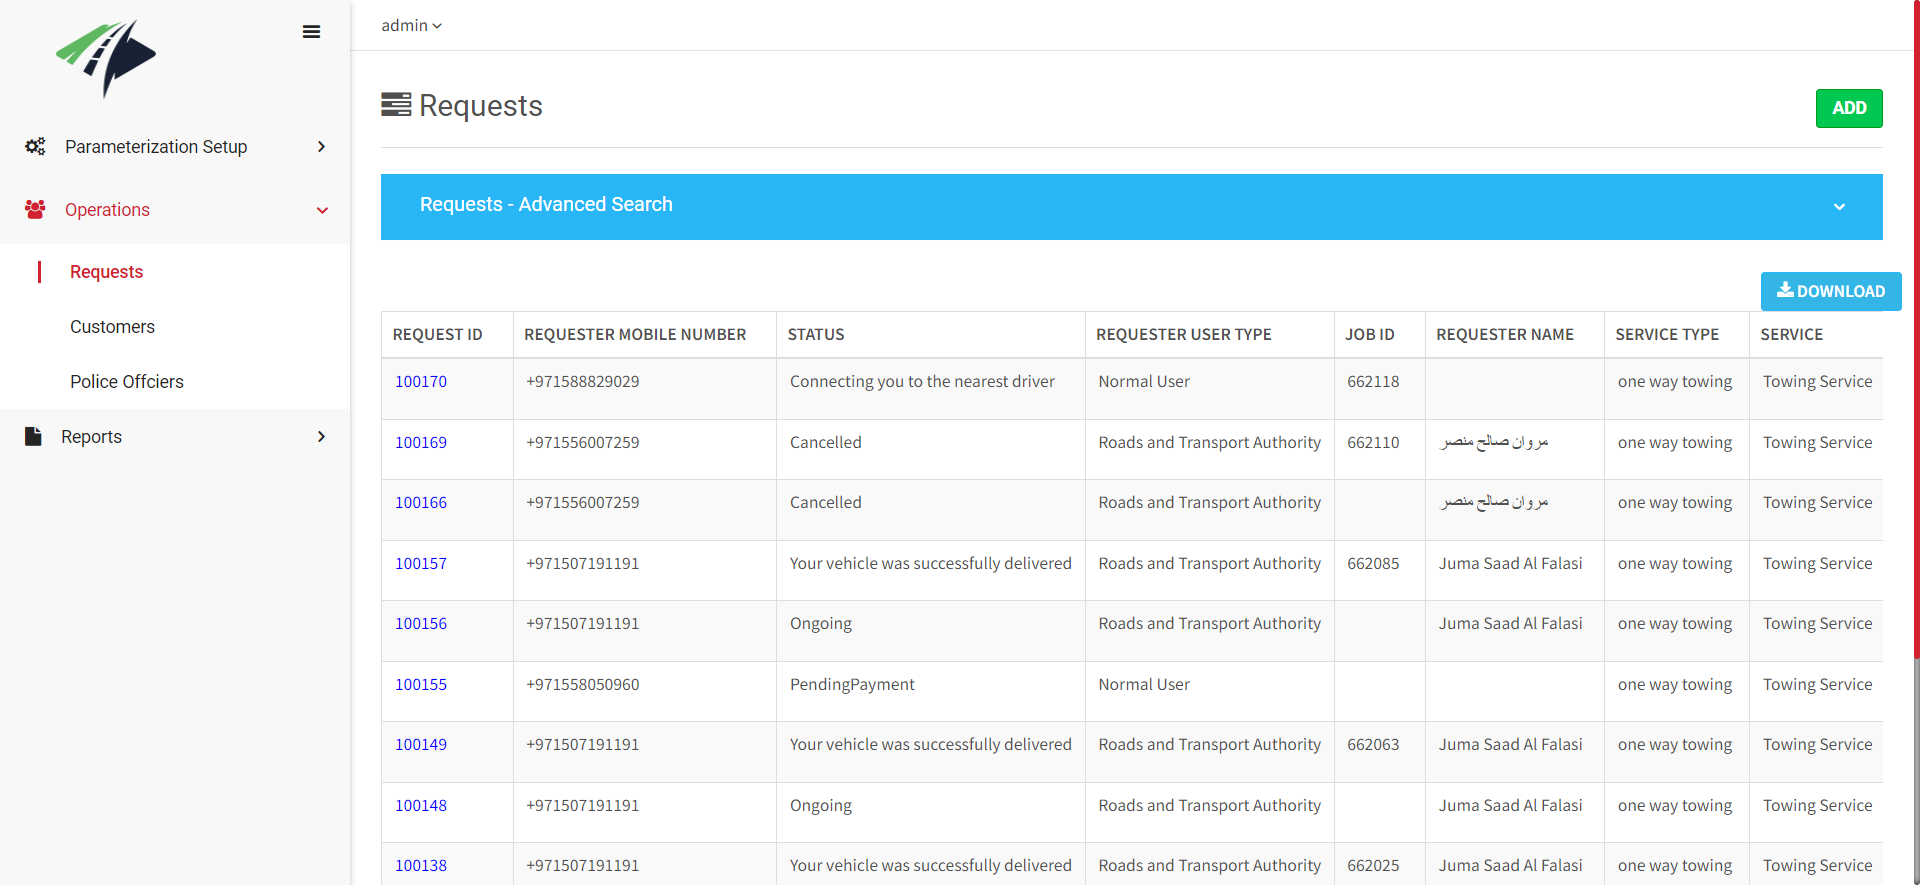 admin
Requests
ADD
Parameterization Setup
Operations
Requests
Customers
Police Offciers
Reports
Requests - Advanced Search
DOWNLOAD
REQUEST ID REQUESTER MOBILE NUMBER STATUS REQUESTER USER TYPE JOB ID REQUESTER NAME SERVICE TYPE SERVICE
100170 +971588829029 Connecting you to the nearest driver Normal User 662118 one way towing Towing Service
100169 +971556007259 Cancelled Roads and Transport Authority 662110 مروان صالح منصر one way towing Towing Service
100166 +971556007259 Cancelled Roads and Transport Authority مروان صالح منصر one way towing Towing Service
100157 +971507191191 Your vehicle was successfully delivered Roads and Transport Authority 662085 Juma Saad Al Falasi one way towing Towing Service
100156 +971507191191 Ongoing Roads and Transport Authority Juma Saad Al Falasi one way towing Towing Service
100155 +971558050960 PendingPayment Normal User one way towing Towing Service
100149 +971507191191 Your vehicle was successfully delivered Roads and Transport Authority 662063 Juma Saad Al Falasi one way towing Towing Service
100148 +971507191191 Ongoing Roads and Transport Authority Juma Saad Al Falasi one way towing Towing Service
100138 +971507191191 Your vehicle was successfully delivered Roads and Transport Authority 662025 Juma Saad Al Falasi one way towing Towing Service